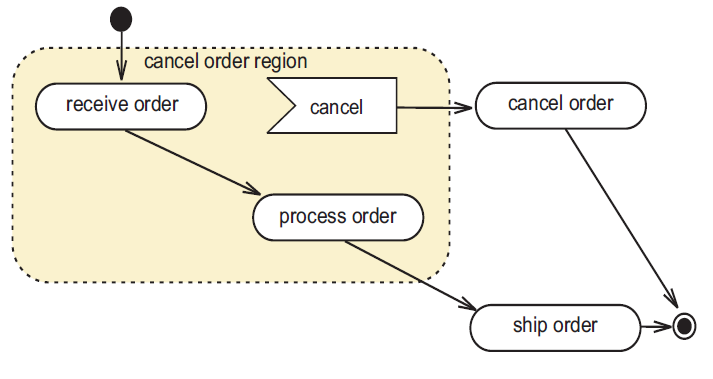 cancel order region
receive order
cancel
cancel order
process order
ship order